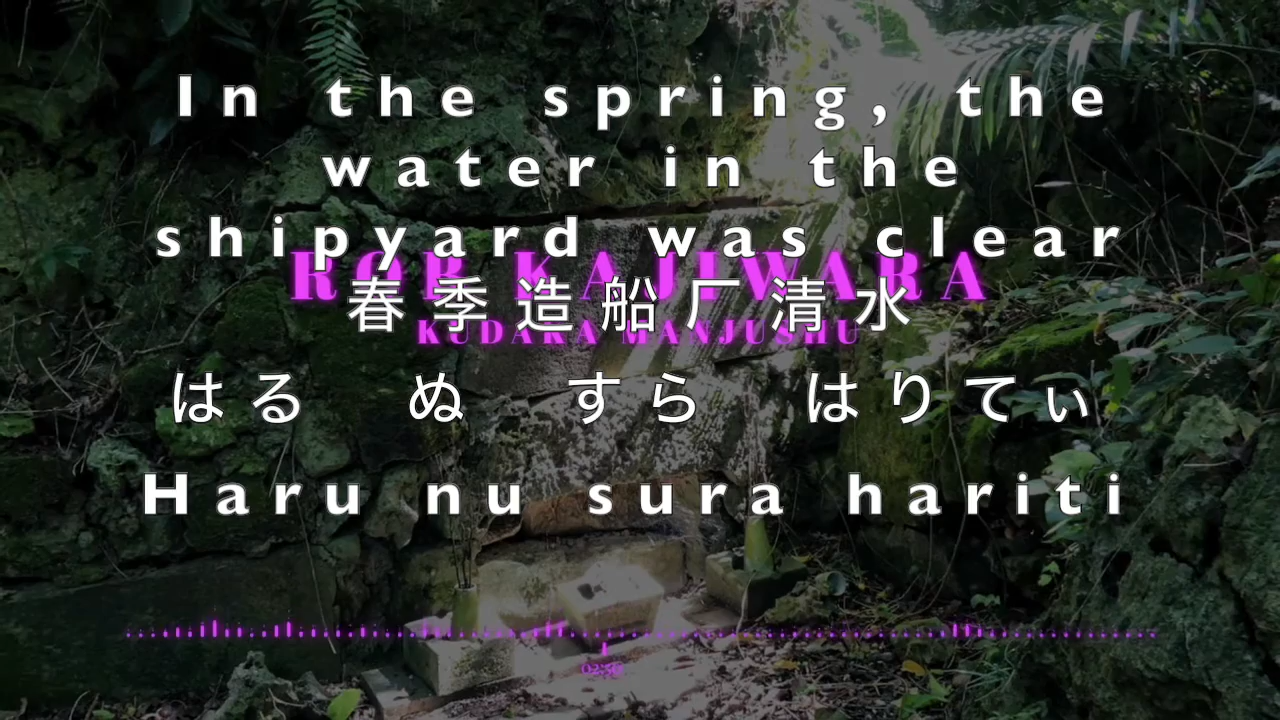 In the spring, the
water in the
shipyard was clear
ROB KAJIWARA
春季造船厂清水
KUDAKA MANJUSHU
はる ぬ すら はりてぃ
Haru nu sura hariti